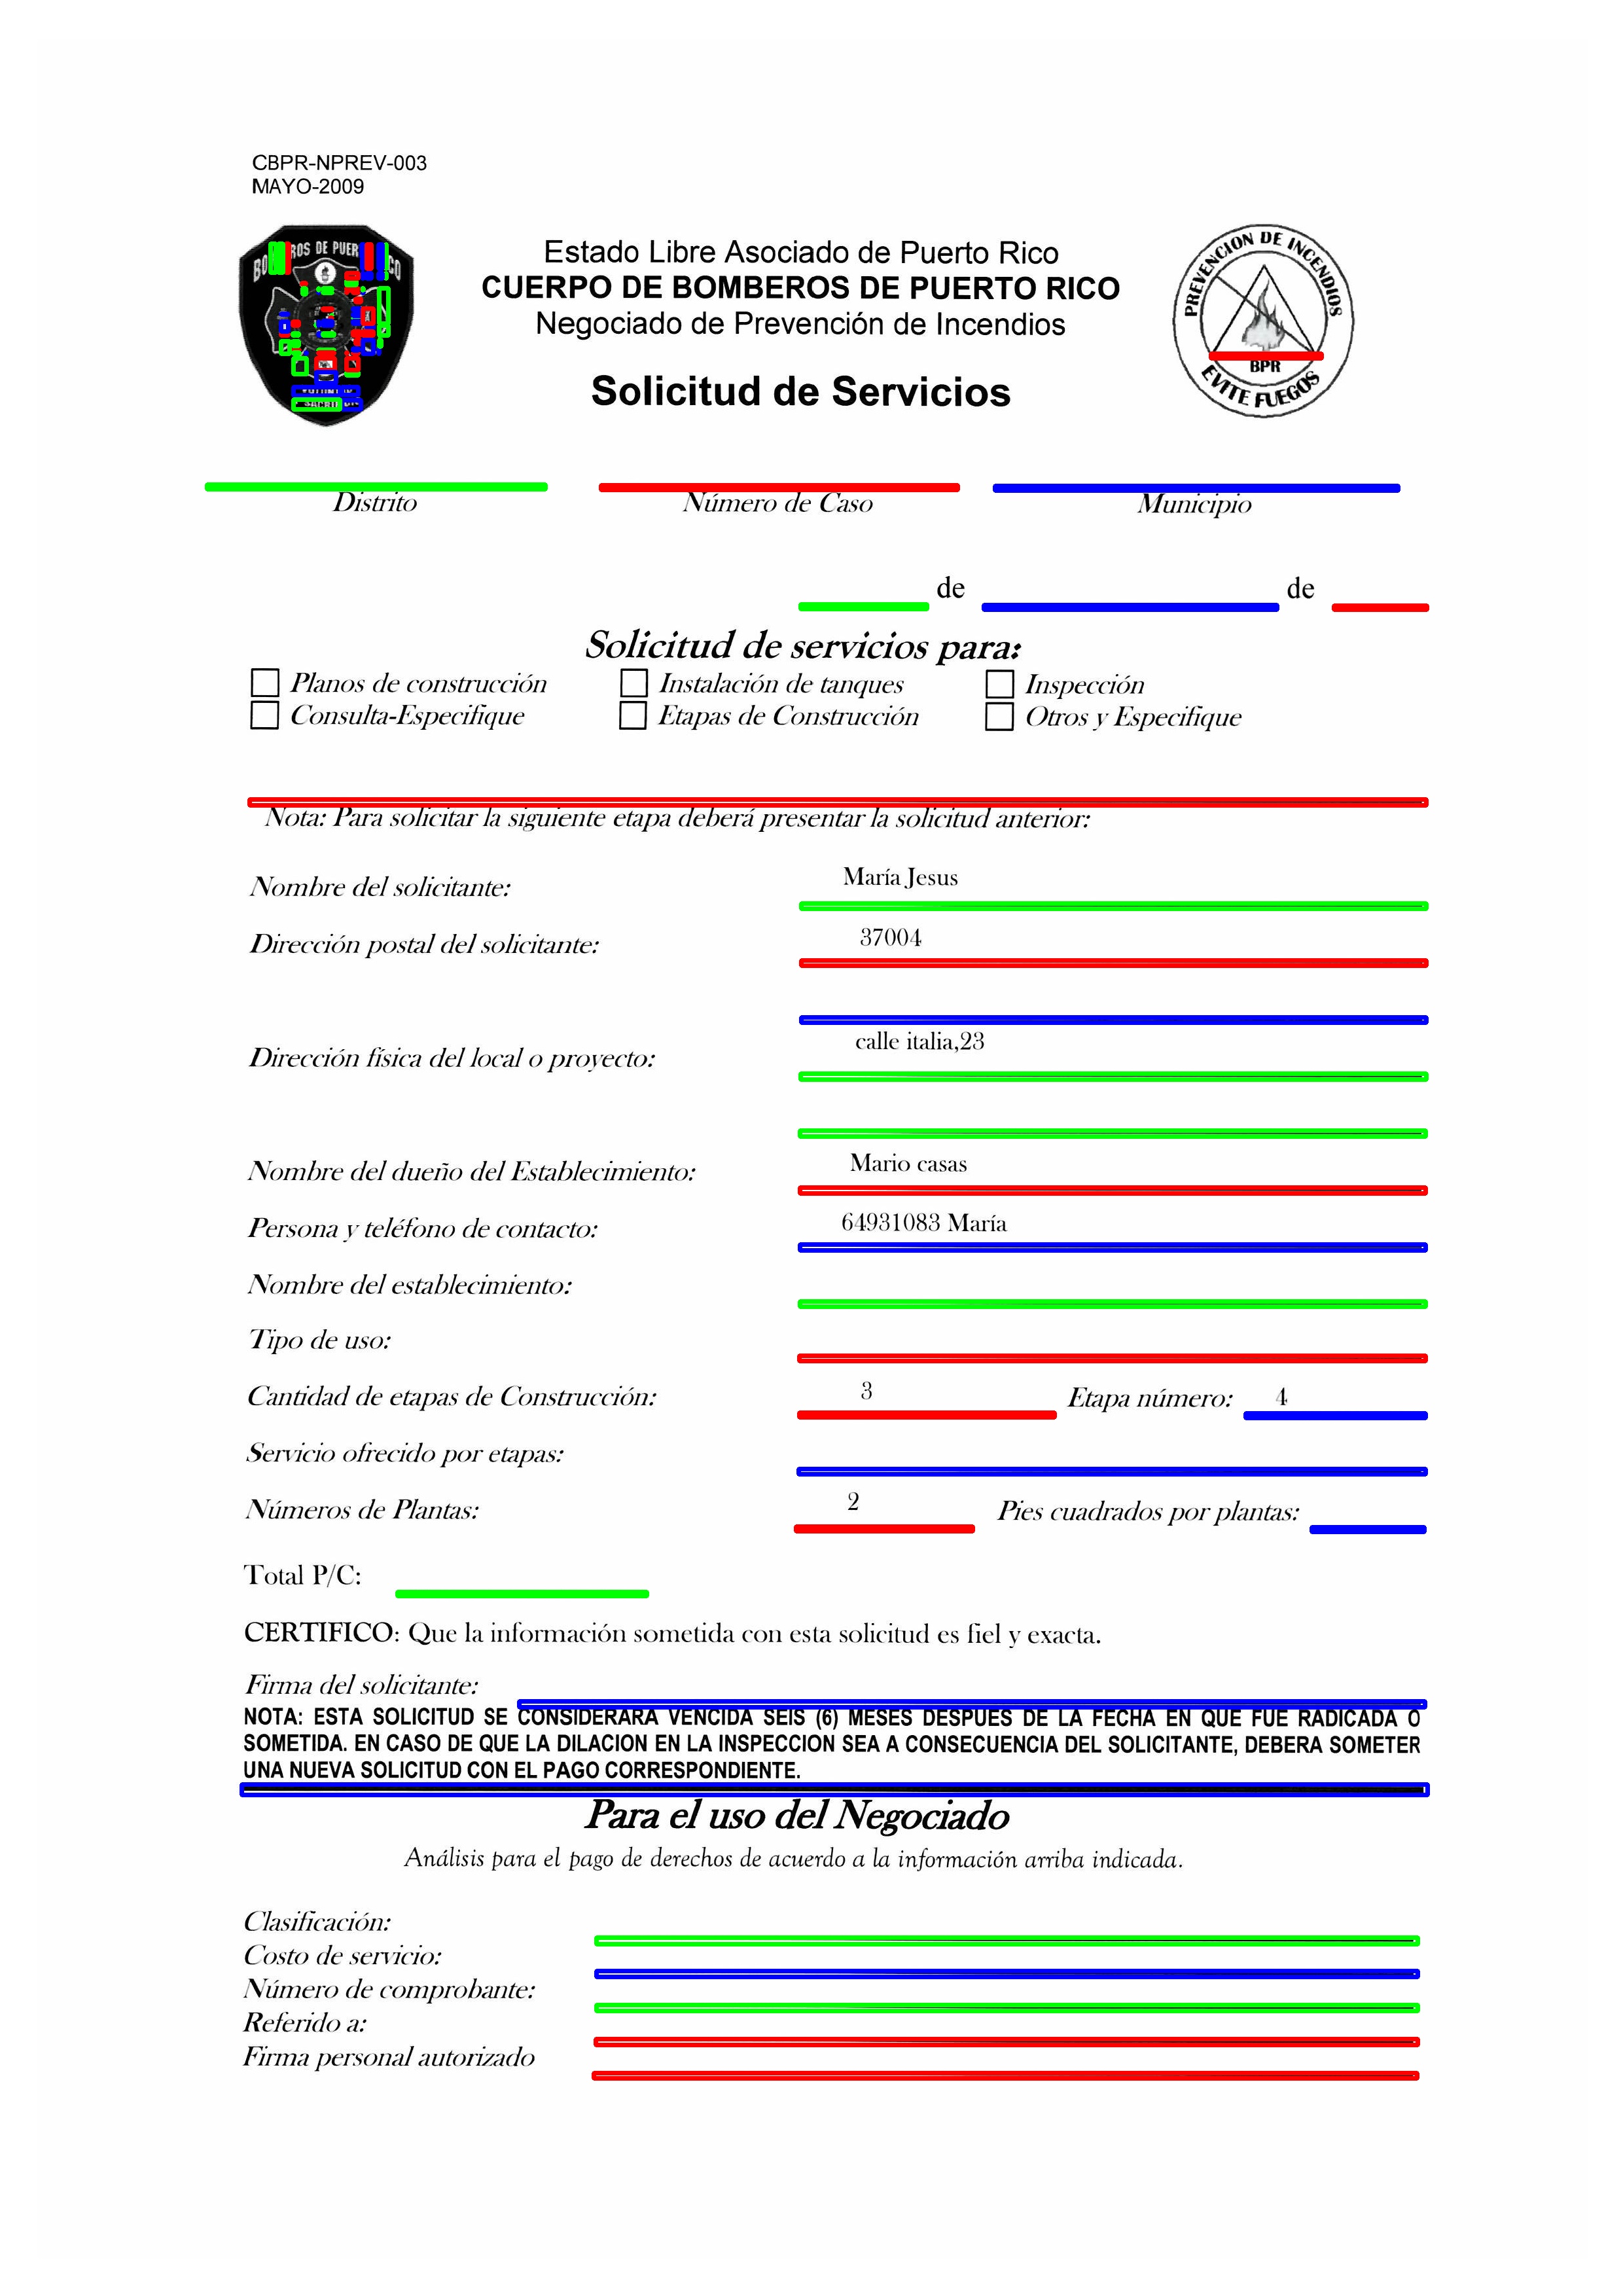 CBPR-NPREV-003
MAYO-2009
PREVENCION DE INCENDIOS
BPR
EVITE FUEGOS
Estado Libre Asociado de Puerto Rico
CUERPO DE BOMBEROS DE PUERTO RICO
Negociado de Prevención de Incendios
Solicitud de Servicios
Distrito Número de Caso Municipio
de de
Solicitud de servicios para:
Planos de construcción Instalación de tanques Inspección
Consulta-Especifique Etapas de Construcción Otros y Especifique
Nota: Para solicitar la siguiente etapa deberá presentar la solicitud anterior:
Nombre del solicitante: María Jesus
Dirección postal del solicitante: 37004
Dirección física del local o proyecto: calle italia,23
Nombre del dueño del Establecimiento: Mario casas
Persona y teléfono de contacto: 64931083 María
Nombre del establecimiento:
Tipo de uso:
Cantidad de etapas de Construcción: 3 Etapa número: 4
Servicio ofrecido por etapas:
Números de Plantas: 2 Pies cuadrados por plantas:
Total P/C:
CERTIFICO: Que la información sometida con esta solicitud es fiel y exacta.
Firma del solicitante:
NOTA: ESTA SOLICITUD SE CONSIDERARA VENCIDA SEIS (6) MESES DESPUES DE LA FECHA EN QUE FUE RADICADA O
SOMETIDA. EN CASO DE QUE LA DILACION EN LA INSPECCION SEA A CONSECUENCIA DEL SOLICITANTE, DEBERA SOMETER
UNA NUEVA SOLICITUD CON EL PAGO CORRESPONDIENTE.
Para el uso del Negociado
Análisis para el pago de derechos de acuerdo a la información arriba indicada.
Clasificación:
Costo de servicio:
Número de comprobante:
Referido a:
Firma personal autorizado